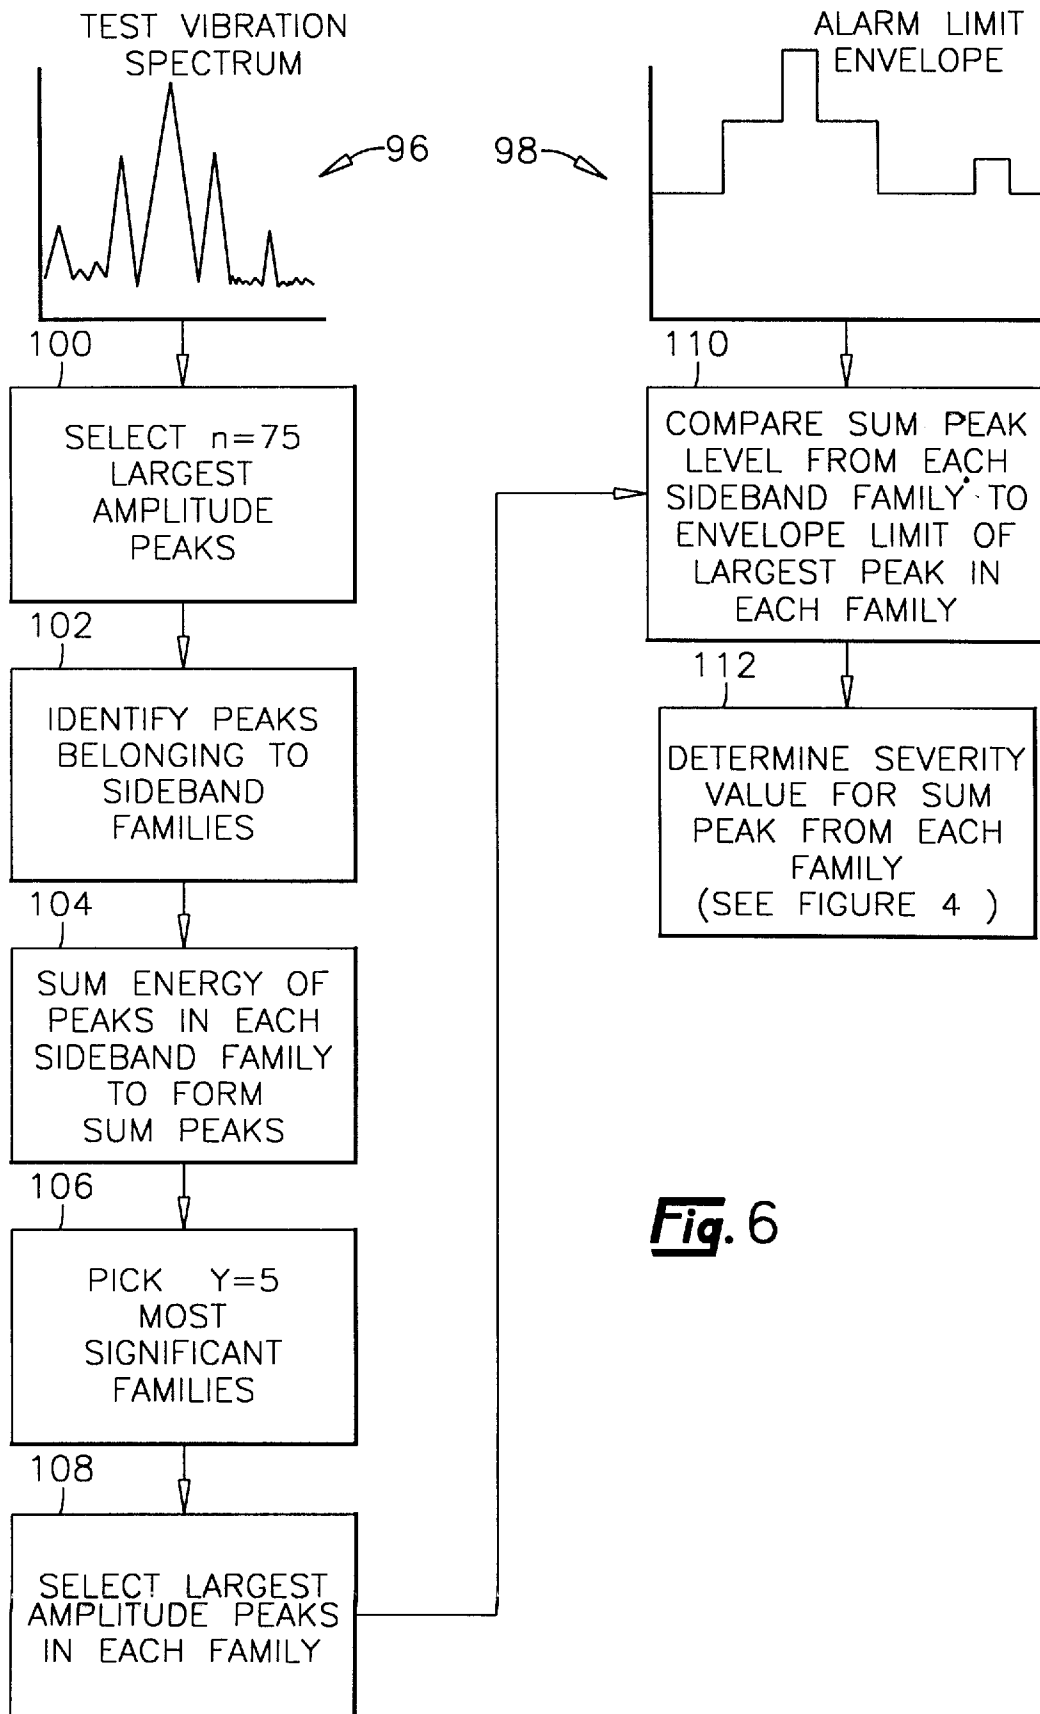 TEST VIBRATION
SPECTRUM
96
100
SELECT n=75
LARGEST
AMPLITUDE
PEAKS
102
IDENTIFY PEAKS
BELONGING TO
SIDEBAND
FAMILIES
104
SUM ENERGY OF
PEAKS IN EACH
SIDEBAND FAMILY
TO FORM
SUM PEAKS
106
PICK Y=5
MOST
SIGNIFICANT
FAMILIES
108
SELECT LARGEST
AMPLITUDE PEAKS
IN EACH FAMILY
ALARM LIMIT
ENVELOPE
98
110
COMPARE SUM PEAK
LEVEL FROM EACH
SIDEBAND FAMILY TO
ENVELOPE LIMIT OF
LARGEST PEAK IN
EACH FAMILY
112
DETERMINE SEVERITY
VALUE FOR SUM
PEAK FROM EACH
FAMILY
(SEE FIGURE 4 )
Fig. 6